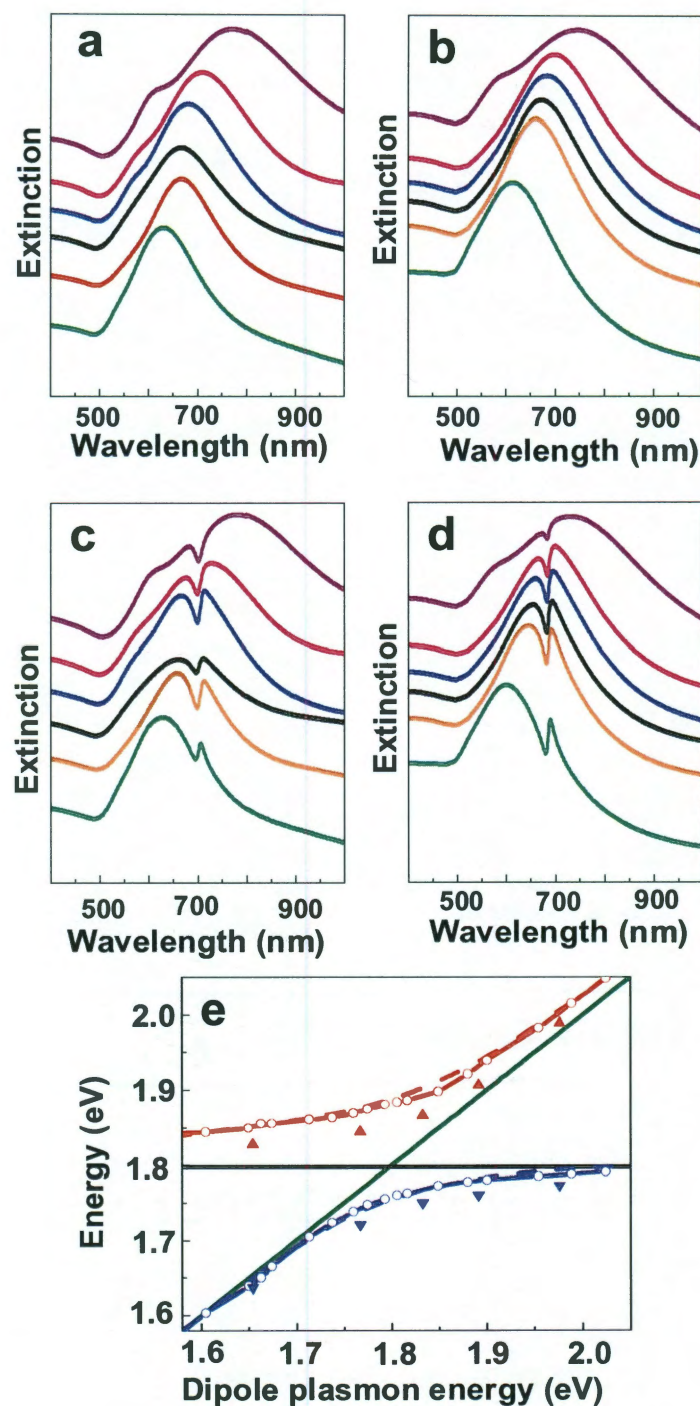 a
b
Extinction
Extinction
500 700 900
500 700 900
Wavelength (nm)
Wavelength (nm)
c
d
Extinction
Extinction
500 700 900
500 700 900
Wavelength (nm)
Wavelength (nm)
e
Energy (eV)
2.0
1.9
1.8
1.7
1.6
1.6 1.7 1.8 1.9 2.0
Dipole plasmon energy (eV)